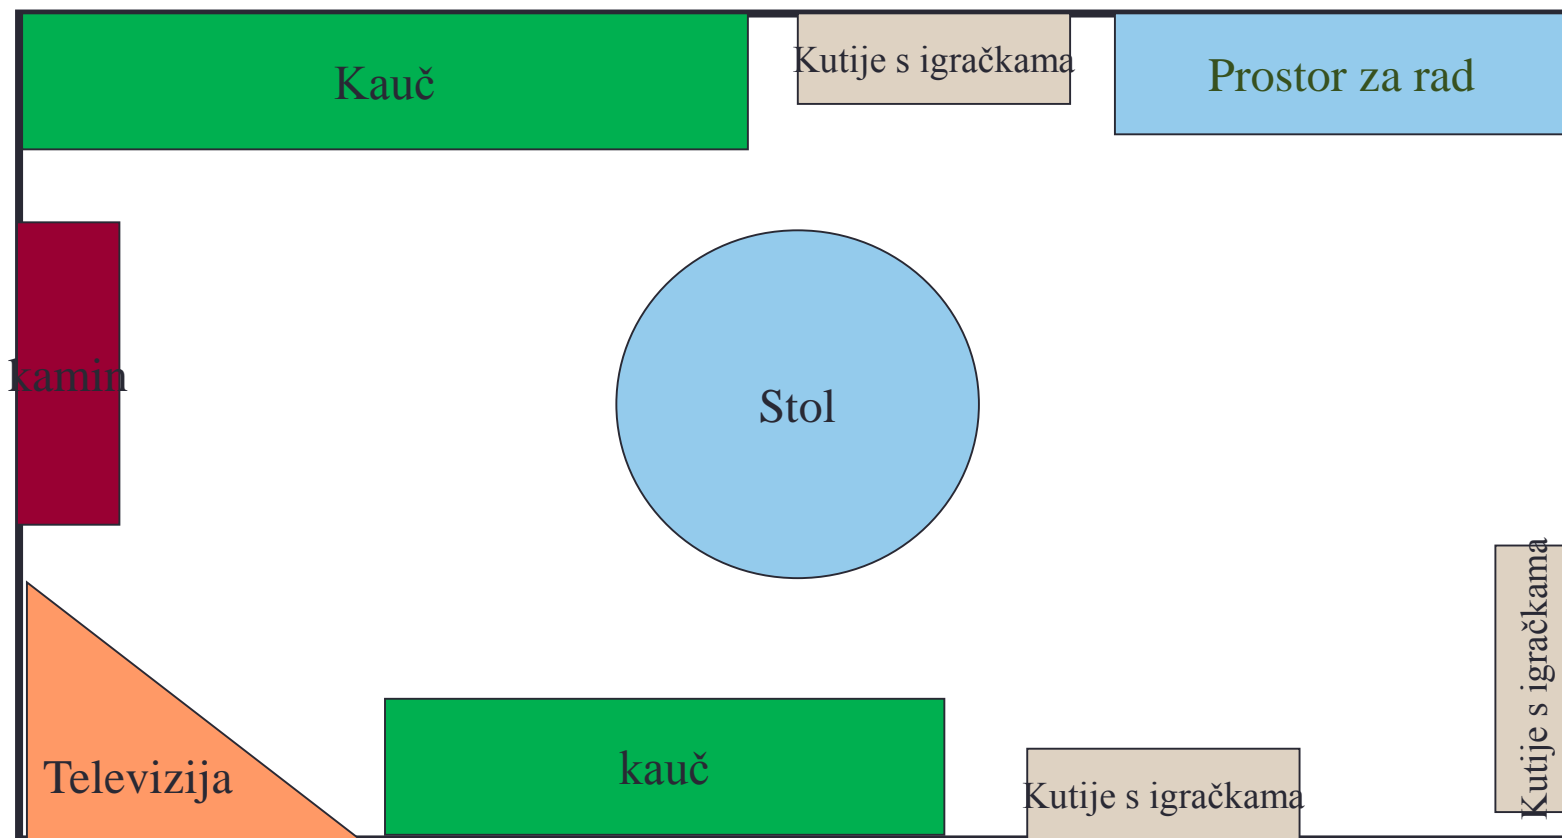 Kauč
Kutije s igračkama
Prostor za rad
kamin
Stol
Kutije s igračkama
Televizija
kauč
Kutije s igračkama